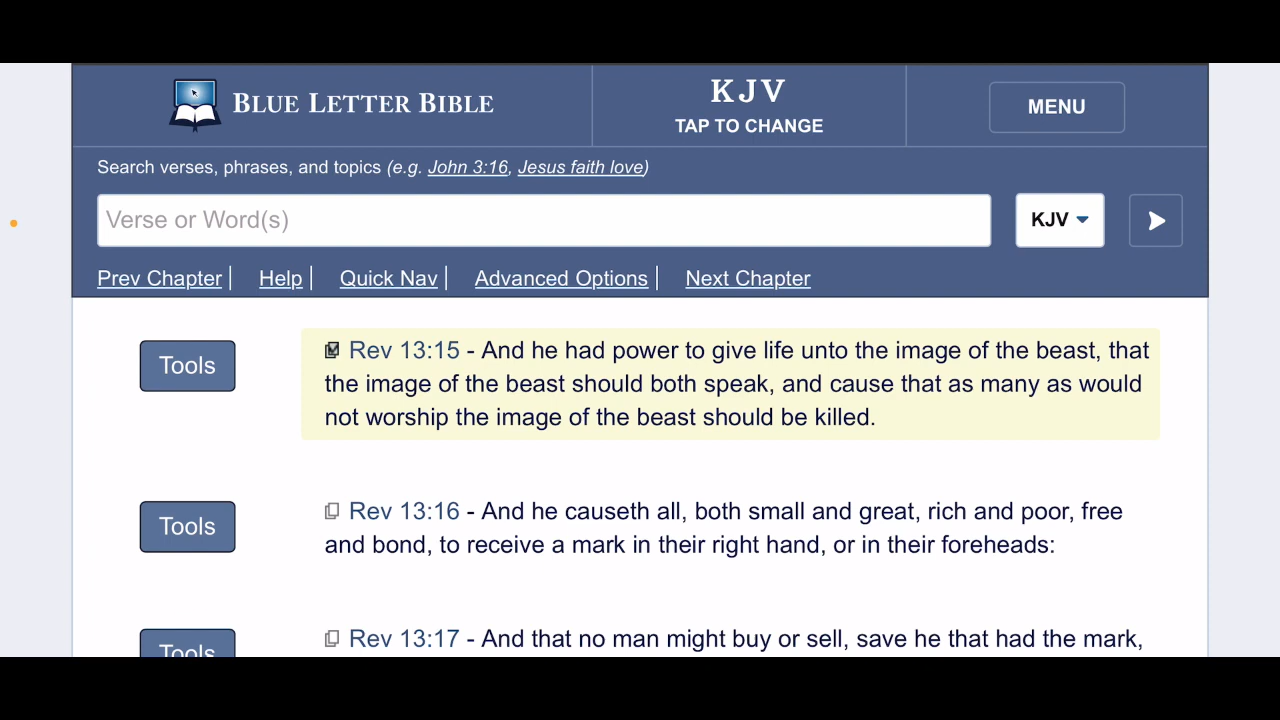 BLUE LETTER BIBLE
KJV
TAP TO CHANGE
MENU
Search verses, phrases, and topics (e.g. John 3:16, Jesus faith love)
Verse or Word(s)
KJV
Prev Chapter | Help | Quick Nav | Advanced Options | Next Chapter
Tools
Rev 13:15 - And he had power to give life unto the image of the beast, that
the image of the beast should both speak, and cause that as many as would
not worship the image of the beast should be killed.
Tools
Rev 13:16 - And he causeth all, both small and great, rich and poor, free
and bond, to receive a mark in their right hand, or in their foreheads:
Tools
Rev 13:17 - And that no man might buy or sell, save he that had the mark,